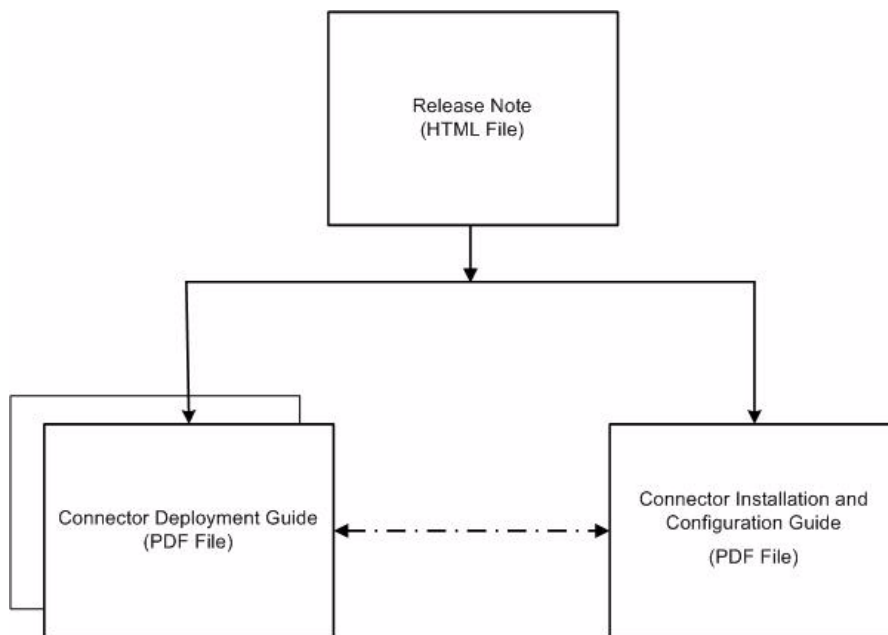 Release Note
(HTML File)
Connector Deployment Guide
(PDF File)
Connector Installation and
Configuration Guide
(PDF File)